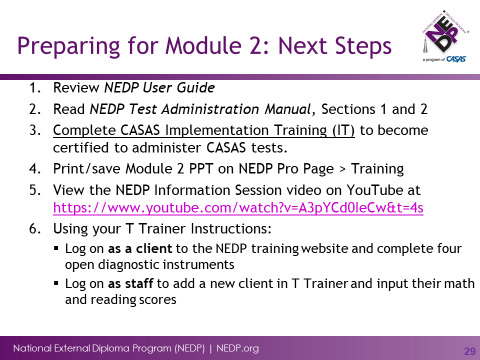 Preparing for Module 2: Next Steps
NEDP
a program of CASAS
1. Review NEDP User Guide
2. Read NEDP Test Administration Manual, Sections 1 and 2
3. Complete CASAS Implementation Training (IT) to become
certified to administer CASAS tests.
4. Print/save Module 2 PPT on NEDP Pro Page > Training
5. View the NEDP Information Session video on YouTube at
https://www.youtube.com/watch?v=A3pYCd0IeCw&t=4s
6. Using your T Trainer Instructions:
▪ Log on as a client to the NEDP training website and complete four
open diagnostic instruments
▪ Log on as staff to add a new client in T Trainer and input their math
and reading scores
National External Diploma Program (NEDP) | NEDP.org
29